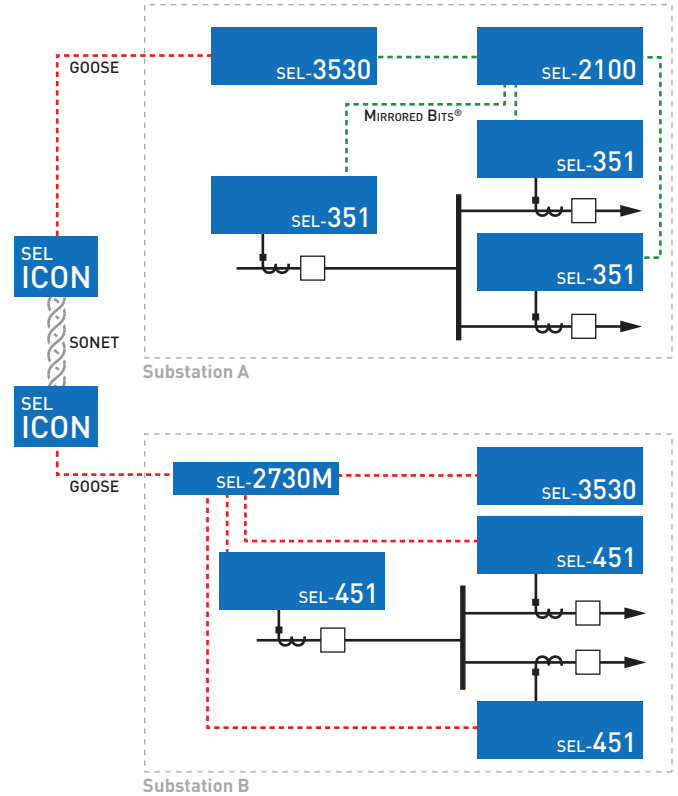 GOOSE
SEL-3530
SEL-2100
MIRRORED BITS®
SEL-351
SEL-351
SEL-351
SEL
ICON
SONET
SEL
ICON
Substation A
GOOSE
SEL-2730M
SEL-3530
SEL-451
SEL-451
SEL-451
Substation B